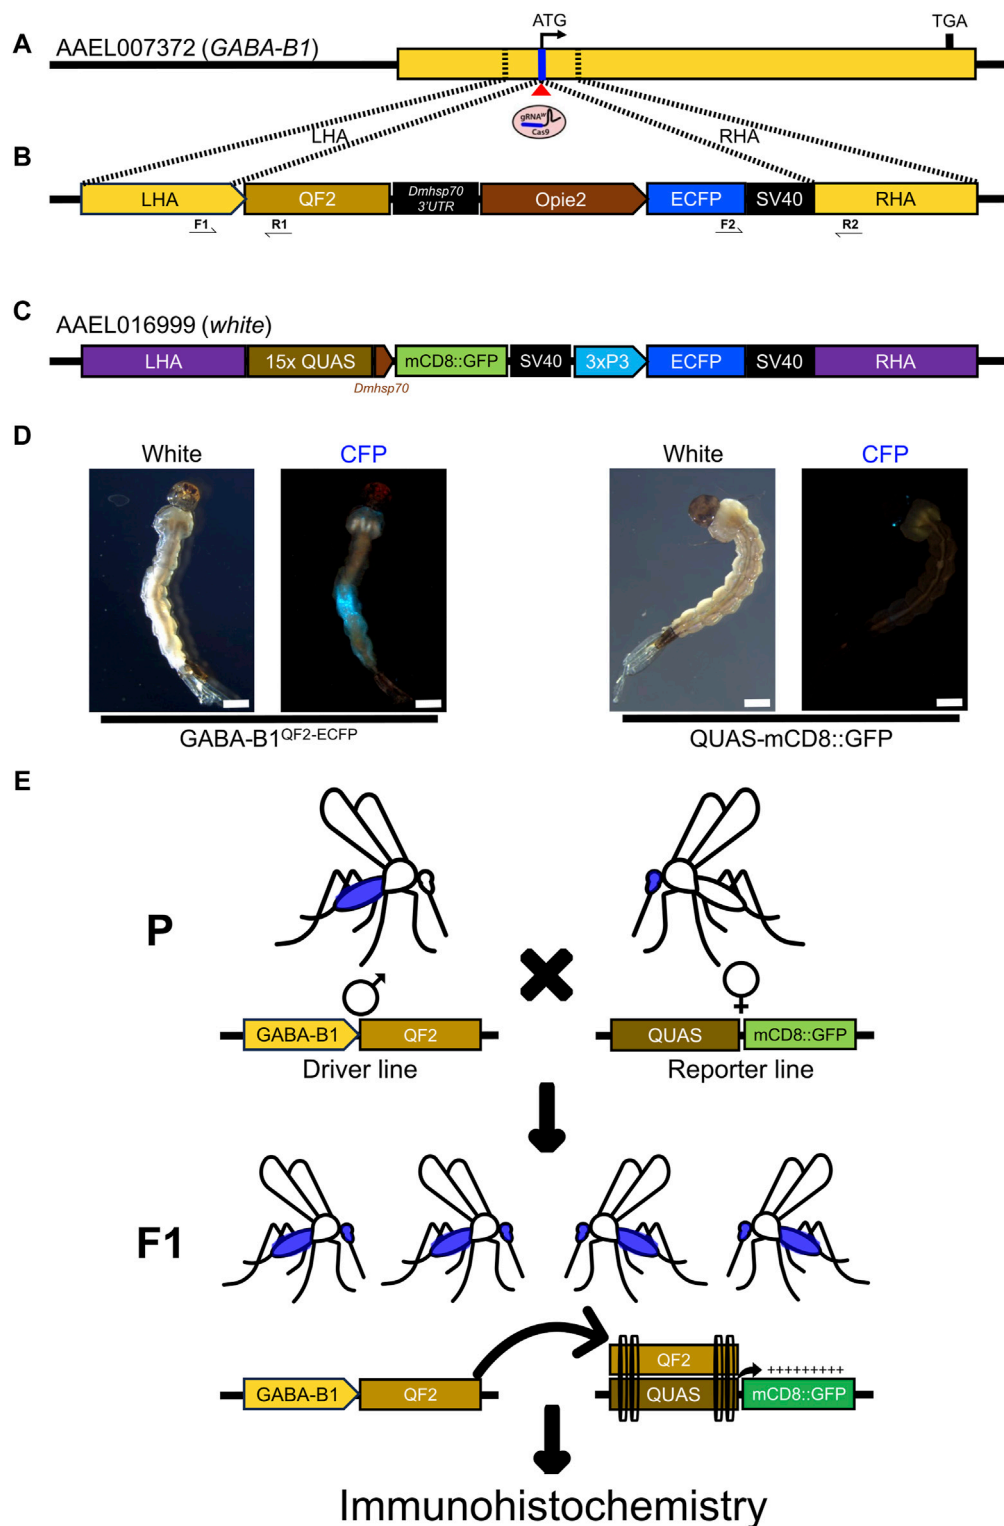 A
AAEL007372 (GABA-B1)
ATG
TGA
gRNAw
Cas9
LHA
RHA
B
LHA
QF2
Dmhsp70
3'UTR
Opie2
ECFP
SV40
RHA
F1
R1
F2
R2
C
AAEL016999 (white)
LHA
15x QUAS
mCD8::GFP
SV40
3xP3
ECFP
SV40
RHA
Dmhsp70
D
White
CFP
White
CFP
GABA-B1QF2-ECFP
QUAS-mCD8::GFP
E
P
♂
♀
GABA-B1
QF2
QUAS
mCD8::GFP
Driver line
Reporter line
F1
QF2
+++++++++
GABA-B1
QF2
QUAS
mCD8::GFP
Immunohistochemistry